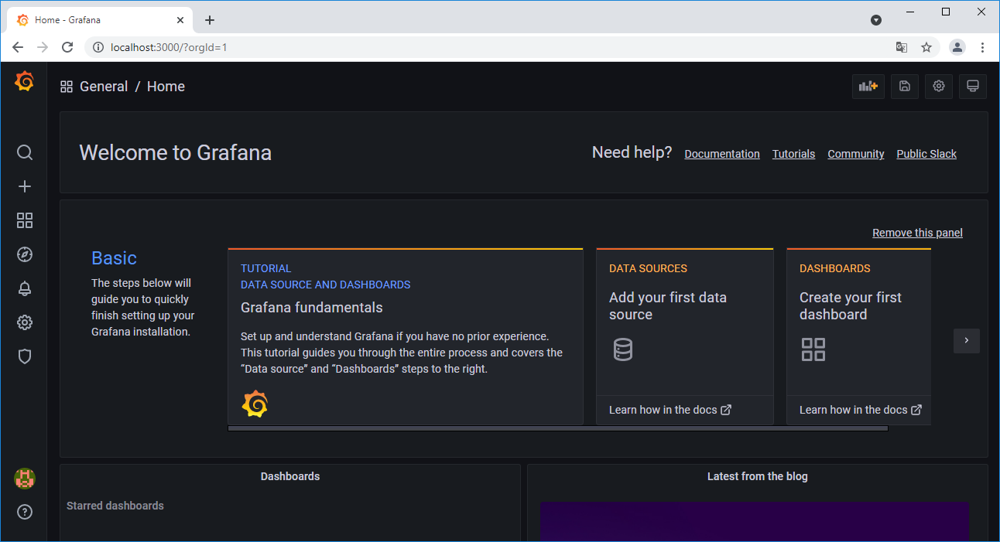 Home - Grafana
localhost:3000/?orgId=1
General / Home
Welcome to Grafana
Need help? Documentation Tutorials Community Public Slack
Remove this panel
Basic
The steps below will
guide you to quickly
finish setting up your
Grafana installation.
TUTORIAL
DATA SOURCE AND DASHBOARDS
Grafana fundamentals
Set up and understand Grafana if you have no prior experience.
This tutorial guides you through the entire process and covers the
“Data source” and “Dashboards” steps to the right.
DATA SOURCES
Add your first data
source
Learn how in the docs
DASHBOARDS
Create your first
dashboard
Learn how in the docs
Dashboards
Starred dashboards
Latest from the blog